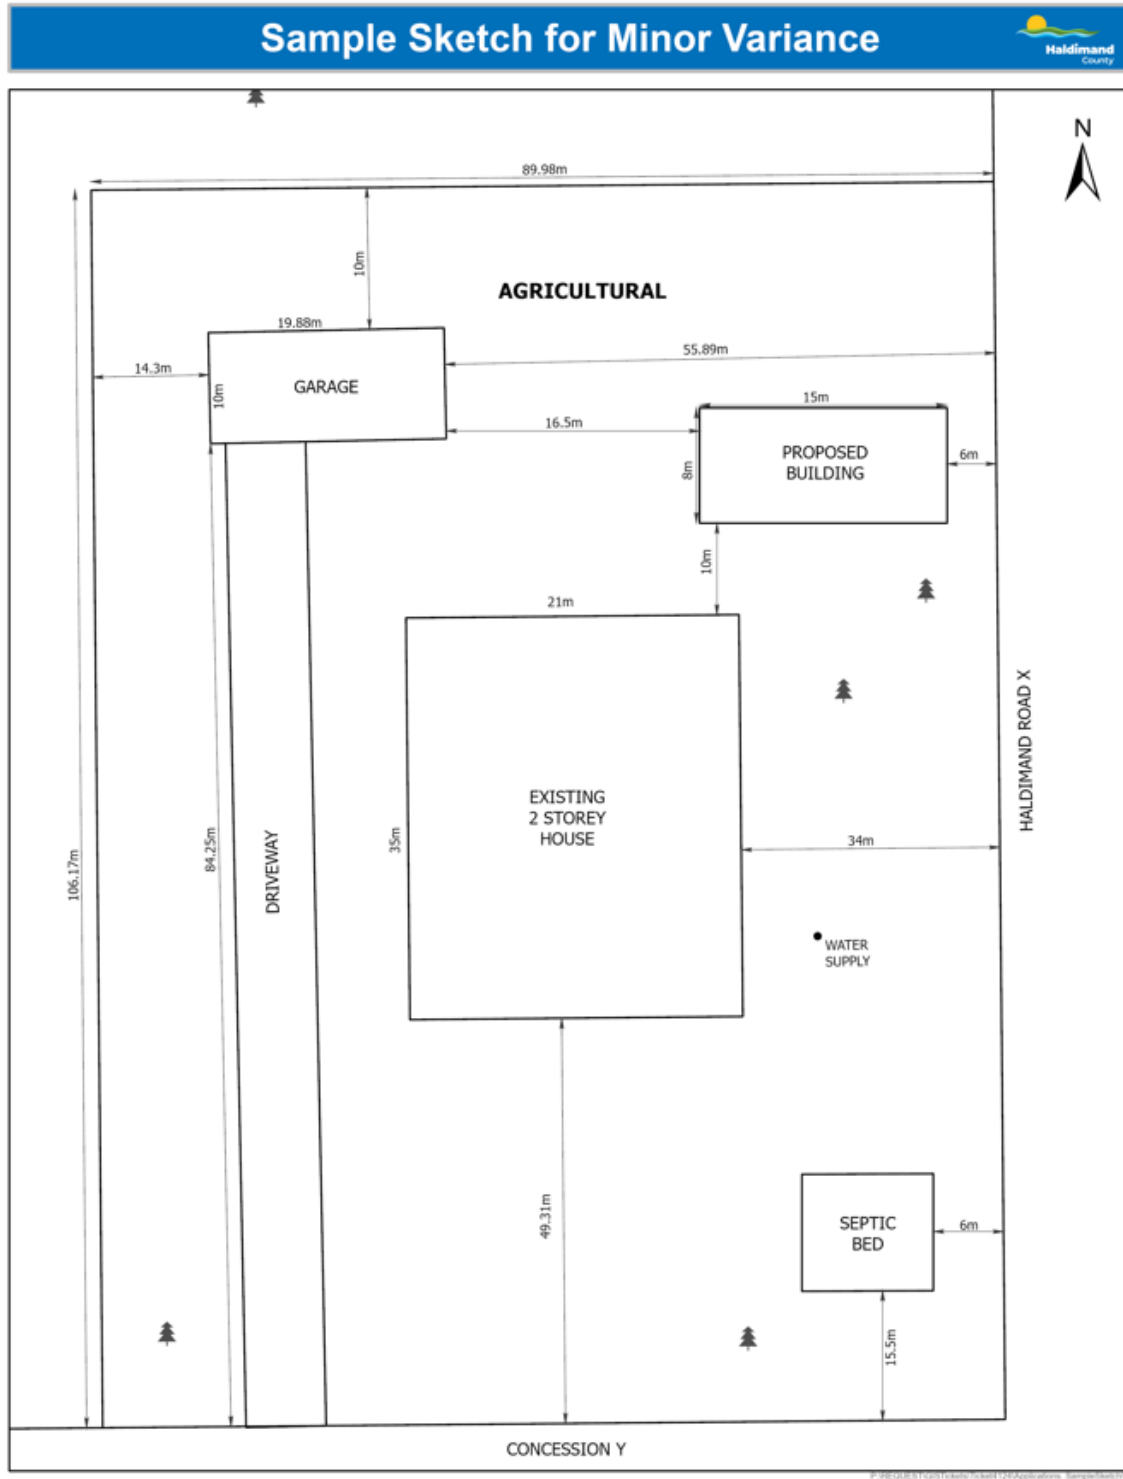 Sample Sketch for Minor Variance
Haldimand
County
N
89.98m
10m
AGRICULTURAL
19.88m
55.89m
14.3m
10m
GARAGE
15m
16.5m
PROPOSED
BUILDING
6m
8m
10m
21m
HALDIMAND ROAD X
EXISTING
2 STOREY
HOUSE
35m
34m
84.25m
DRIVEWAY
106.17m
WATER
SUPPLY
49.31m
SEPTIC
BED
6m
15.5m
CONCESSION Y